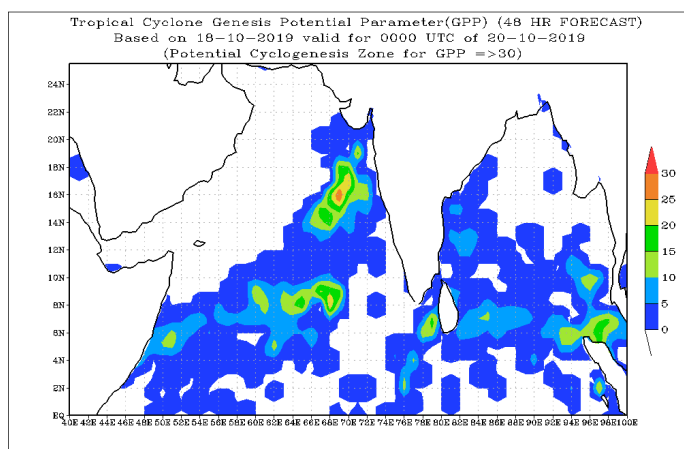 Tropical Cyclone Genesis Potential Parameter(GPP) (48 HR FORECAST)
Based on 18-10-2019 valid for 0000 UTC of 20-10-2019
(Potential Cyclogenesis Zone for GPP =>30)
24N
22N
20N
18N
16N
14N
12N
10N
8N
6N
4N
2N
EQ
40E 42E 44E 46E 48E 50E 52E 54E 56E 58E 60E 62E 64E 66E 68E 70E 72E 74E 76E 78E 80E 82E 84E 86E 88E 90E 92E 94E 96E 98E 100E
30
25
20
15
10
5
0